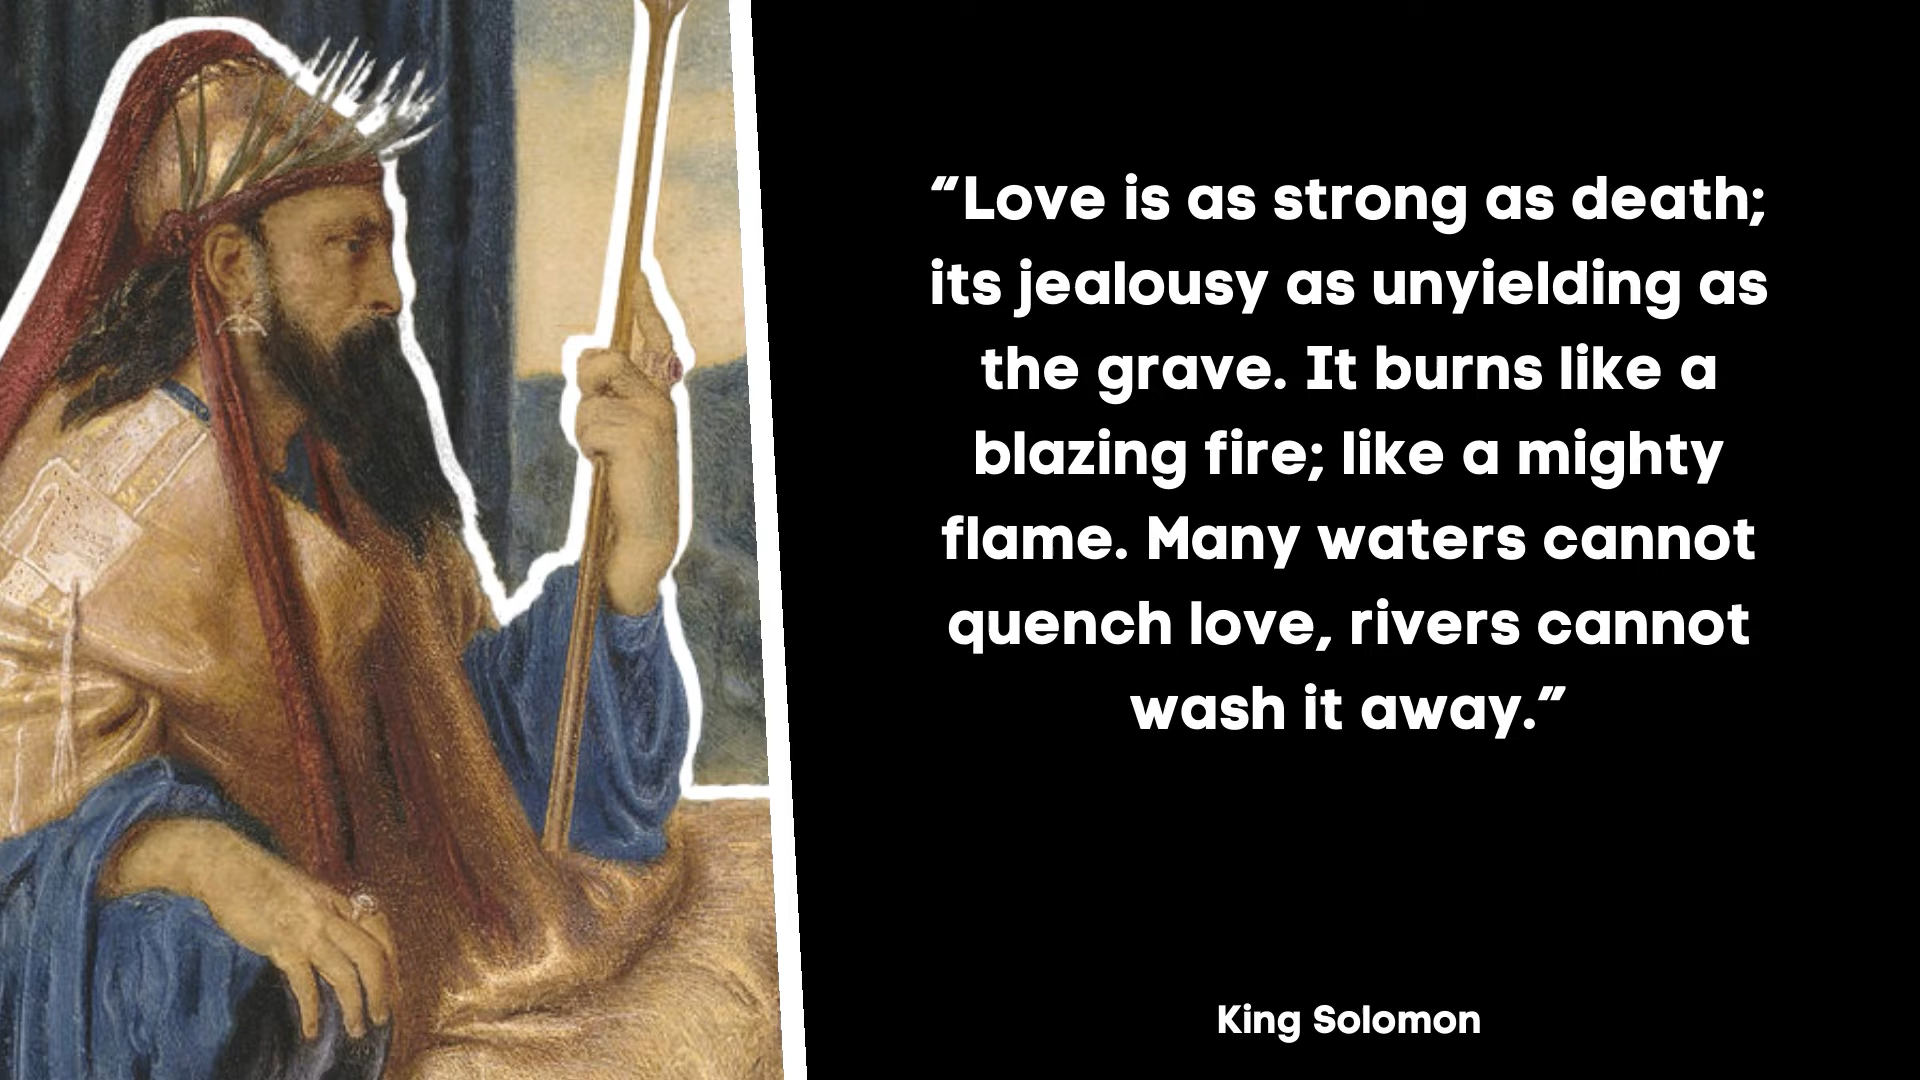 “Love is as strong as death;
its jealousy as unyielding as
the grave. It burns like a
blazing fire; like a mighty
flame. Many waters cannot
quench love, rivers cannot
wash it away.”
King Solomon